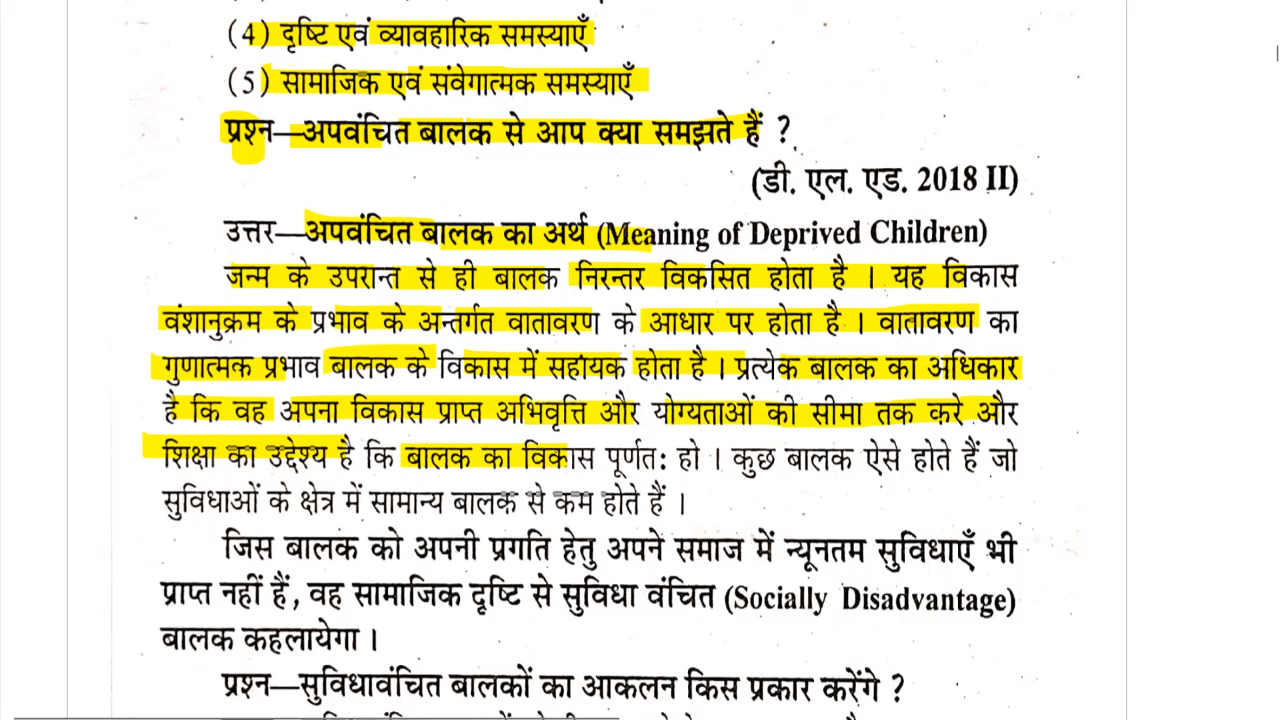 (4) दृष्टि एवं व्यावहारिक समस्याएँ
(5) सामाजिक एवं संवेगात्मक समस्याएँ
प्रश्न—अपवंचित बालक से आप क्या समझते हैं ?
(डी. एल. एड. 2018 II)
उत्तर—अपवंचित बालक का अर्थ (Meaning of Deprived Children)
जन्म के उपरान्त से ही बालक निरन्तर विकसित होता है । यह विकास
वंशानुक्रम के प्रभाव के अन्तर्गत वातावरण के आधार पर होता है । वातावरण का
गुणात्मक प्रभाव बालक के विकास में सहायक होता है । प्रत्येक बालक का अधिकार
है कि वह अपना विकास प्राप्त अभिवृत्ति और योग्यताओं की सीमा तक करे और
शिक्षा का उद्देश्य है कि बालक का विकास पूर्णतः हो । कुछ बालक ऐसे होते हैं जो
सुविधाओं के क्षेत्र में सामान्य बालक से कम होते हैं ।
जिस बालक को अपनी प्रगति हेतु अपने समाज में न्यूनतम सुविधाएँ भी
प्राप्त नहीं हैं, वह सामाजिक दृष्टि से सुविधा वंचित (Socially Disadvantage)
बालक कहलायेगा ।
प्रश्न—सुविधावंचित बालकों का आकलन किस प्रकार करेंगे ?